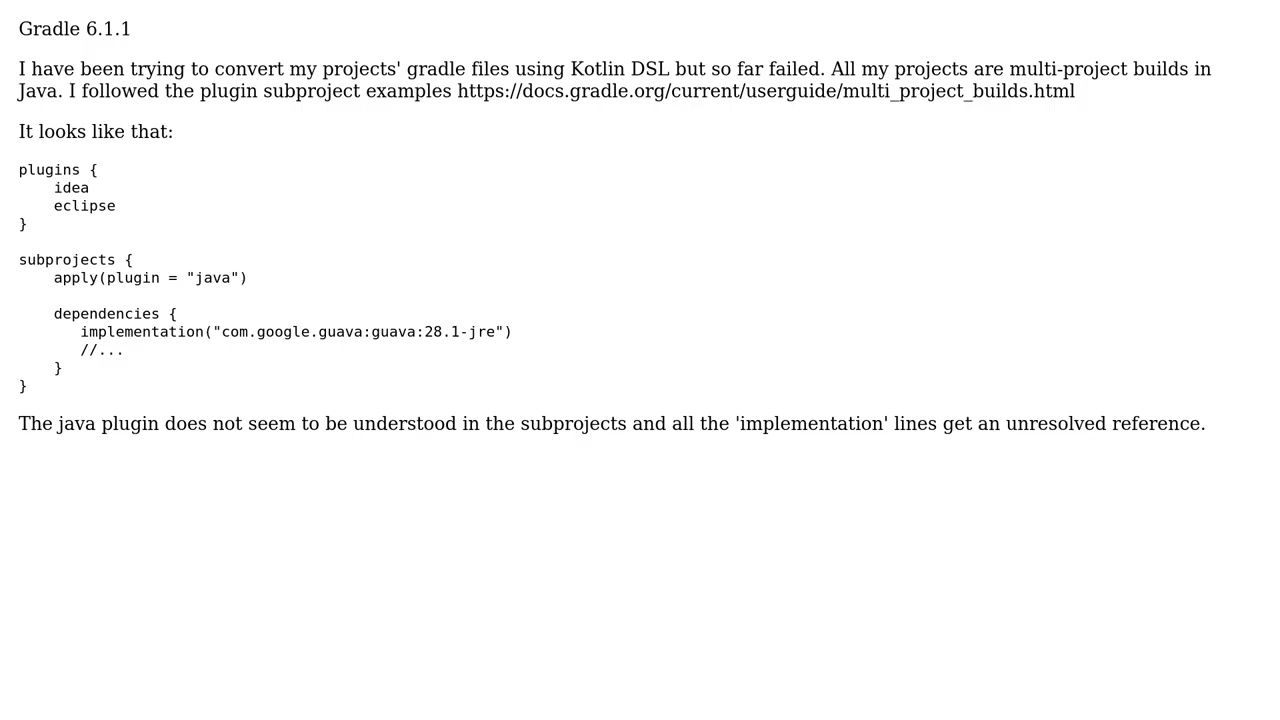 Gradle 6.1.1
I have been trying to convert my projects' gradle files using Kotlin DSL but so far failed. All my projects are multi-project builds in
Java. I followed the plugin subproject examples https://docs.gradle.org/current/userguide/multi_project_builds.html
It looks like that:
plugins {
    idea
    eclipse
}
subprojects {
    apply(plugin = "java")
    dependencies {
       implementation("com.google.guava:guava:28.1-jre")
       //...
    }
}
The java plugin does not seem to be understood in the subprojects and all the 'implementation' lines get an unresolved reference.